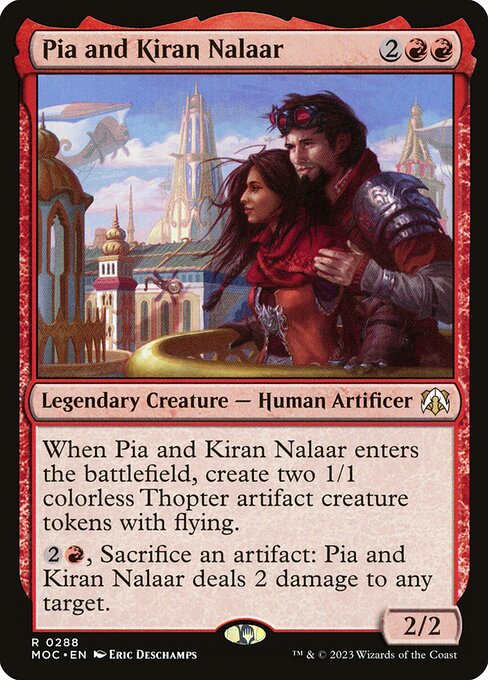 Pia and Kiran Nalaar 2
Legendary Creature — Human Artificer
When Pia and Kiran Nalaar enters
the battlefield, create two 1/1
colorless Thopter artifact creature
tokens with flying.
2, Sacrifice an artifact: Pia and
Kiran Nalaar deals 2 damage to any
target.
2/2
R 0288
MOC • EN Eric Deschamps
™ & © 2023 Wizards of the Coast